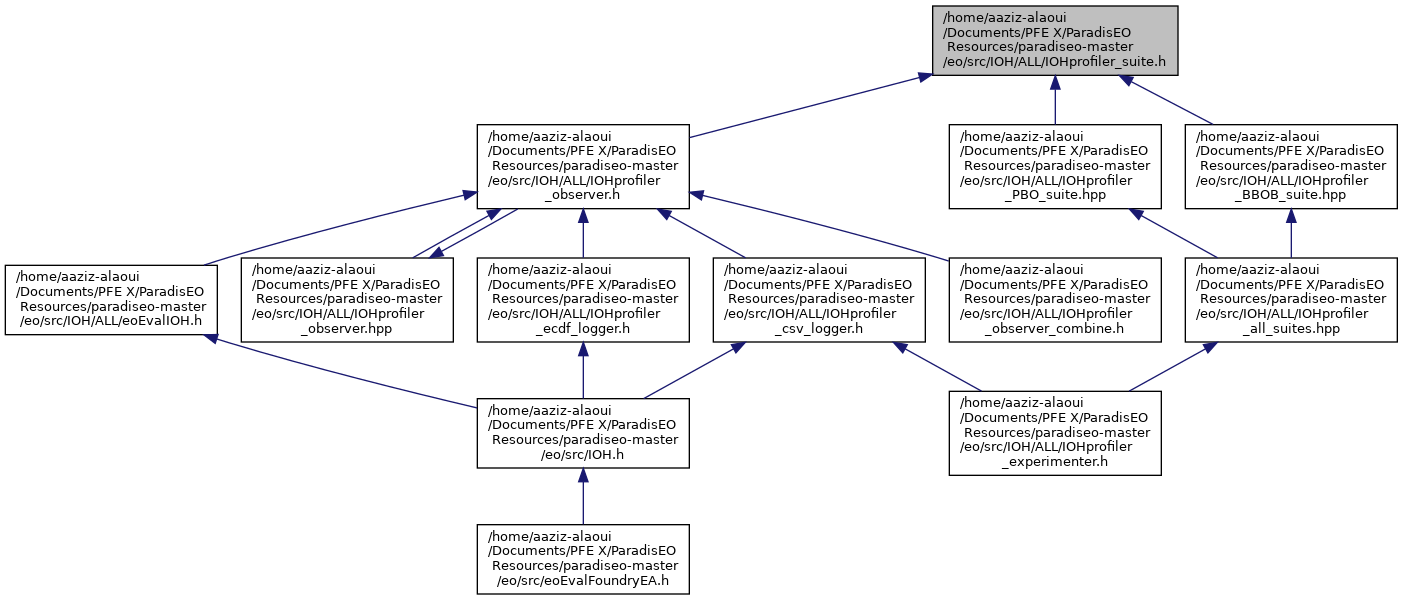 /home/aaziz-alaoui
/Documents/PFE X/ParadisEO
Resources/paradiseo-master
/eo/src/IOH/ALL/IOHprofiler_suite.h
/home/aaziz-alaoui
/Documents/PFE X/ParadisEO
Resources/paradiseo-master
/eo/src/IOH/ALL/IOHprofiler
_observer.h
/home/aaziz-alaoui
/Documents/PFE X/ParadisEO
Resources/paradiseo-master
/eo/src/IOH/ALL/IOHprofiler
_PBO_suite.hpp
/home/aaziz-alaoui
/Documents/PFE X/ParadisEO
Resources/paradiseo-master
/eo/src/IOH/ALL/IOHprofiler
_BBOB_suite.hpp
/home/aaziz-alaoui
/Documents/PFE X/ParadisEO
Resources/paradiseo-master
/eo/src/IOH/ALL/eoEvalIOH.h
/home/aaziz-alaoui
/Documents/PFE X/ParadisEO
Resources/paradiseo-master
/eo/src/IOH/ALL/IOHprofiler
_observer.hpp
/home/aaziz-alaoui
/Documents/PFE X/ParadisEO
Resources/paradiseo-master
/eo/src/IOH/ALL/IOHprofiler
_ecdf_logger.h
/home/aaziz-alaoui
/Documents/PFE X/ParadisEO
Resources/paradiseo-master
/eo/src/IOH/ALL/IOHprofiler
_csv_logger.h
/home/aaziz-alaoui
/Documents/PFE X/ParadisEO
Resources/paradiseo-master
/eo/src/IOH/ALL/IOHprofiler
_observer_combine.h
/home/aaziz-alaoui
/Documents/PFE X/ParadisEO
Resources/paradiseo-master
/eo/src/IOH/ALL/IOHprofiler
_all_suites.hpp
/home/aaziz-alaoui
/Documents/PFE X/ParadisEO
Resources/paradiseo-master
/eo/src/IOH.h
/home/aaziz-alaoui
/Documents/PFE X/ParadisEO
Resources/paradiseo-master
/eo/src/IOH/ALL/IOHprofiler
_experimenter.h
/home/aaziz-alaoui
/Documents/PFE X/ParadisEO
Resources/paradiseo-master
/eo/src/eoEvalFoundryEA.h